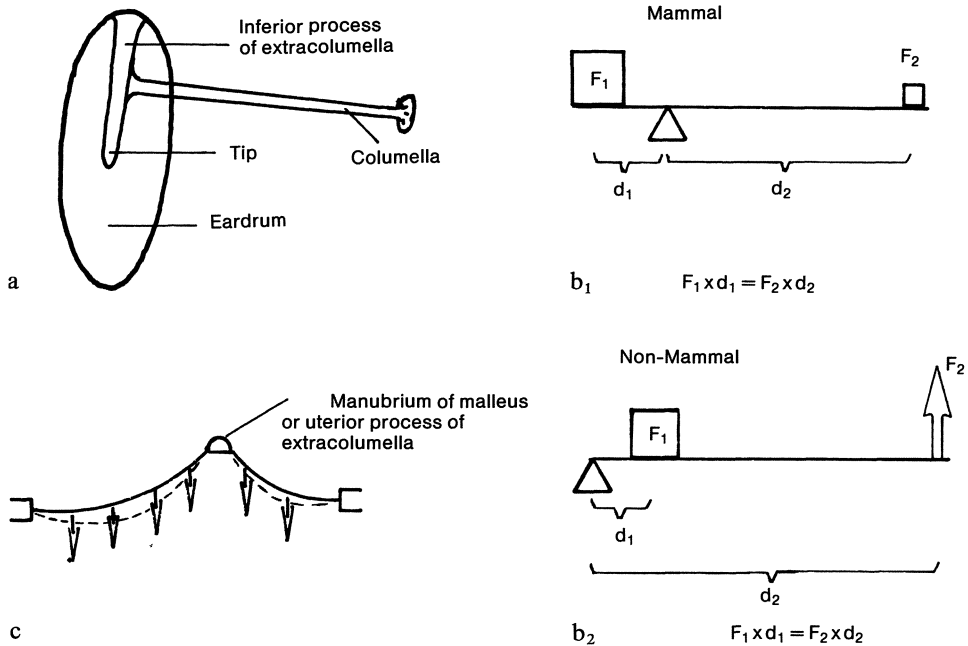 Inferior process
of extracolumella
Tip
Columella
Eardrum
a
Mammal
F₁
F₂
d₁
d₂
b₁
F₁ x d₁ = F₂ x d₂
Manubrium of malleus
or uterior process of
extracolumella
c
Non-Mammal
F₂
F₁
d₁
d₂
b₂
F₁ x d₁ = F₂ x d₂